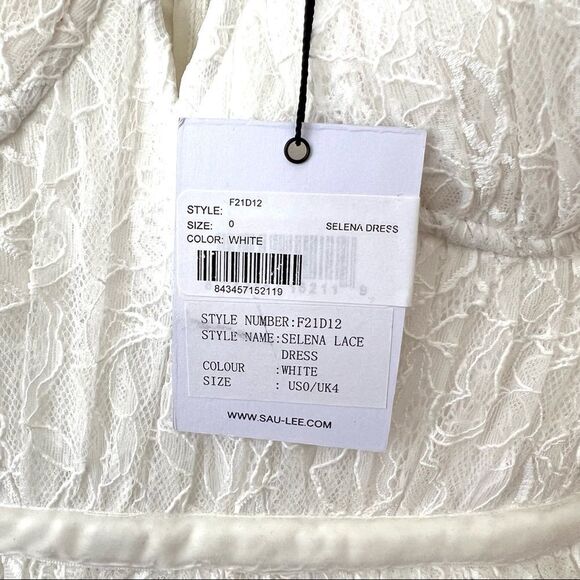 STYLE: F21D12
SIZE: 0 SELENA DRESS
COLOR: WHITE
843457152119
STYLE NUMBER:F21D12
STYLE NAME:SELENA LACE
DRESS
COLOUR :WHITE
SIZE : US0/UK4
WWW.SAU-LEE.COM